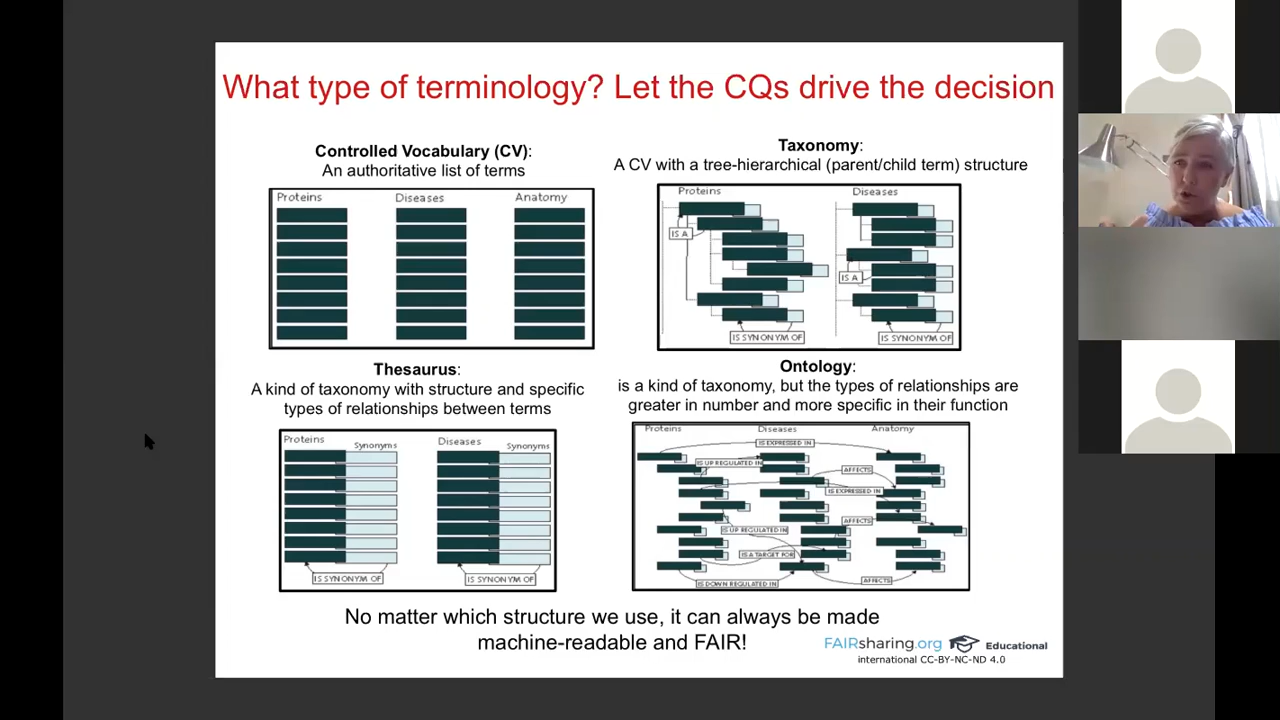 What type of terminology? Let the CQs drive the decision
Controlled Vocabulary (CV):
An authoritative list of terms
Proteins
Diseases
Anatomy
Taxonomy:
A CV with a tree-hierarchical (parent/child term) structure
Proteins
Diseases
IS A
IS A
IS SYNONYM OF
IS SYNONYM OF
Thesaurus:
A kind of taxonomy with structure and specific
types of relationships between terms
Proteins
Synonyms
Diseases
Synonyms
IS SYNONYM OF
IS SYNONYM OF
Ontology:
is a kind of taxonomy, but the types of relationships are
greater in number and more specific in their function
Proteins
Diseases
Anatomy
IS EXPRESSED IN
IS UP REGULATED IN
AFFECTS
IS EXPRESSED IN
AFFECTS
IS UP REGULATED IN
IS A TARGET FOR
IS DOWN REGULATED IN
AFFECTS
No matter which structure we use, it can always be made
machine-readable and FAIR!
FAIRsharing.org Educational
international CC-BY-NC-ND 4.0